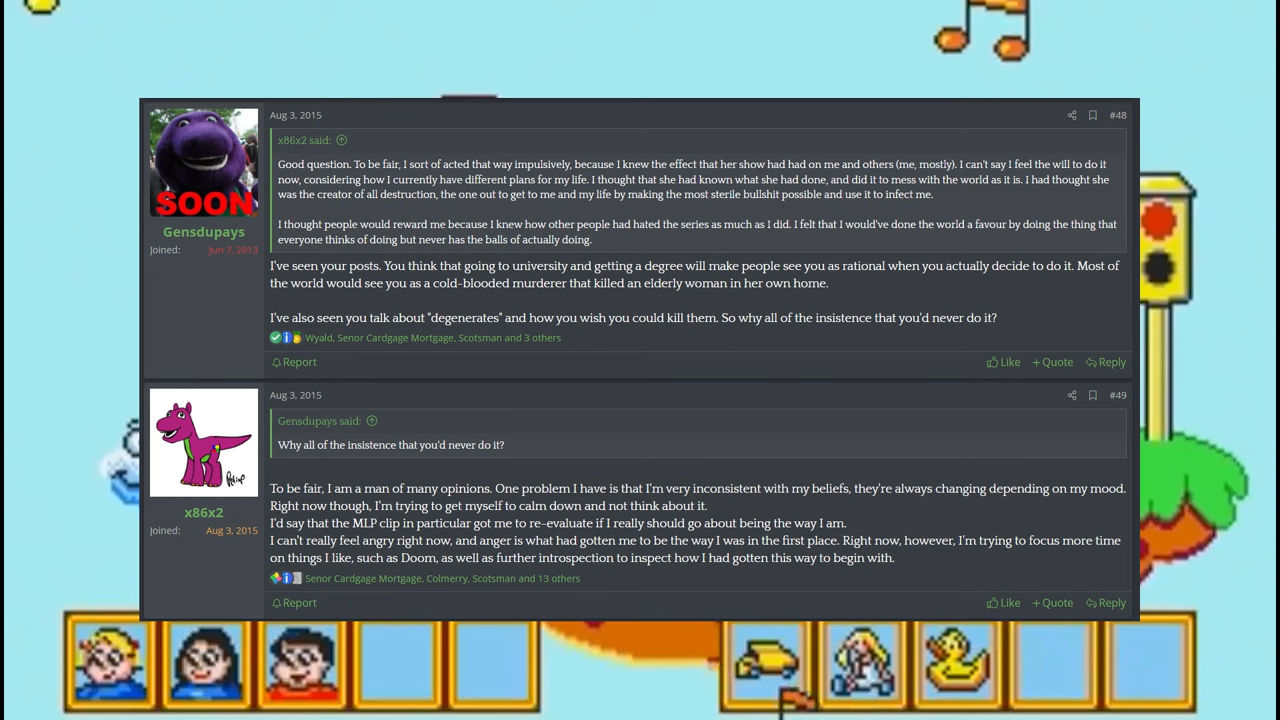 Aug 3, 2015
#48
SOON
Gensdupays
Joined: Jun 7, 2013
x86x2 said:
Good question. To be fair, I sort of acted that way impulsively, because I knew the effect that her show had had on me and others (me, mostly). I can't say I feel the will to do it
now, considering how I currently have different plans for my life. I thought that she had known what she had done, and did it to mess with the world as it is. I had thought she
was the creator of all destruction, the one out to get to me and my life by making the most sterile bullshit possible and use it to infect me.
I thought people would reward me because I knew how other people had hated the series as much as I did. I felt that I would've done the world a favour by doing the thing that
everyone thinks of doing but never has the balls of actually doing.
I've seen your posts. You think that going to university and getting a degree will make people see you as rational when you actually decide to do it. Most of
the world would see you as a cold-blooded murderer that killed an elderly woman in her own home.
I've also seen you talk about "degenerates" and how you wish you could kill them. So why all of the insistence that you'd never do it?
Wyald, Senor Cardgage Mortgage, Scotsman and 3 others
Report
Like
+Quote
Reply
Aug 3, 2015
#49
x86x2
Joined: Aug 3, 2015
Gensdupays said:
Why all of the insistence that you'd never do it?
To be fair, I am a man of many opinions. One problem I have is that I'm very inconsistent with my beliefs, they're always changing depending on my mood.
Right now though, I'm trying to get myself to calm down and not think about it.
I'd say that the MLP clip in particular got me to re-evaluate if I really should go about being the way I am.
I can't really feel angry right now, and anger is what had gotten me to be the way I was in the first place. Right now, however, I'm trying to focus more time
on things I like, such as Doom, as well as further introspection to inspect how I had gotten this way to begin with.
Senor Cardgage Mortgage, Colmerry, Scotsman and 13 others
Report
Like
+Quote
Reply